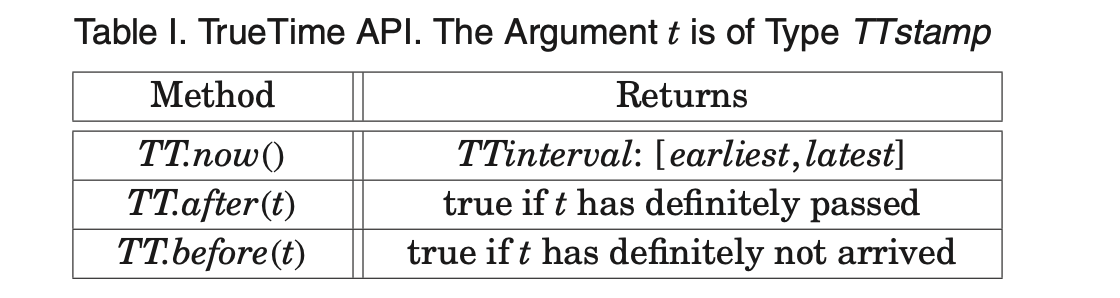 Table I. TrueTime API. The Argument t is of Type TTstamp
Method Returns
TT.now() TTinterval: [earliest, latest]
TT.after(t) true if t has definitely passed
TT.before(t) true if t has definitely not arrived